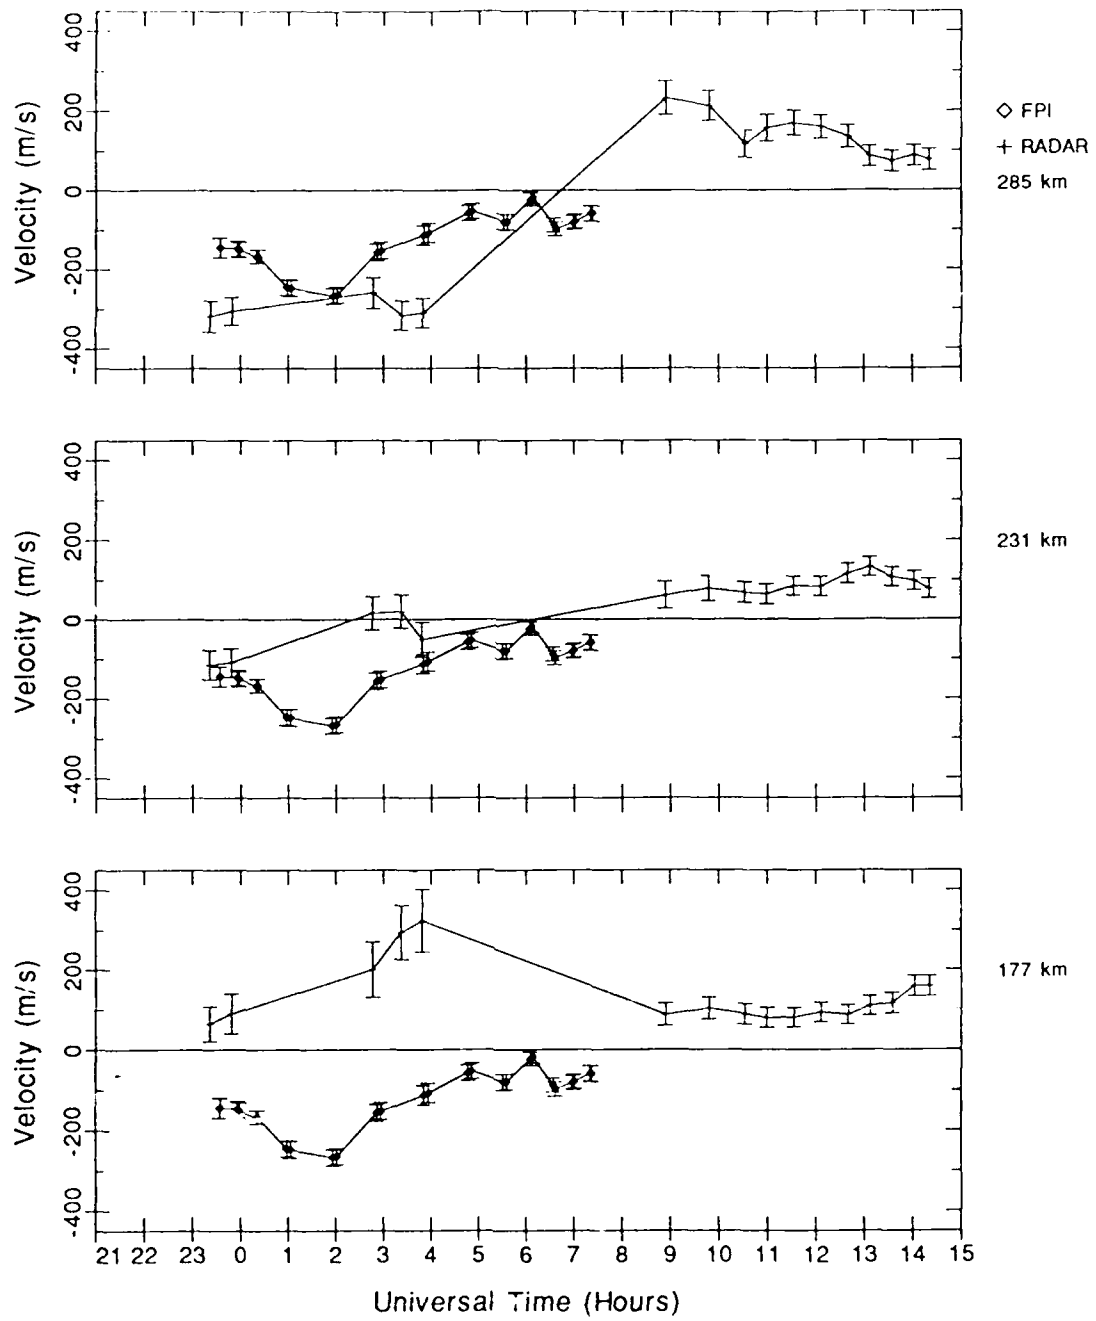 400
200
0
-200
-400
Velocity (m/s)
◇ FPI
+ RADAR
285 km
400
200
0
-200
-400
Velocity (m/s)
231 km
400
200
0
-200
-400
Velocity (m/s)
177 km
21 22 23 0 1 2 3 4 5 6 7 8 9 10 11 12 13 14 15
Universal Time (Hours)